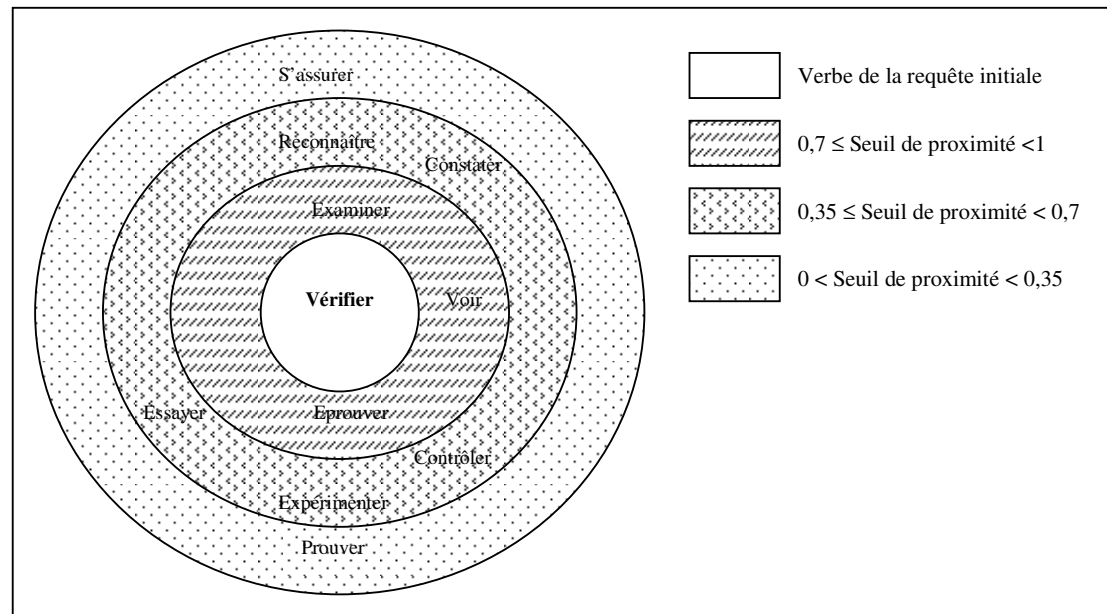 S'assurer
Reconnaître
Constater
Examiner
Vérifier
Voir
Essayer
Eprouver
Contrôler
Expérimenter
Prouver
Verbe de la requête initiale
0,7 ≤ Seuil de proximité <1
0,35 ≤ Seuil de proximité < 0,7
0 < Seuil de proximité < 0,35